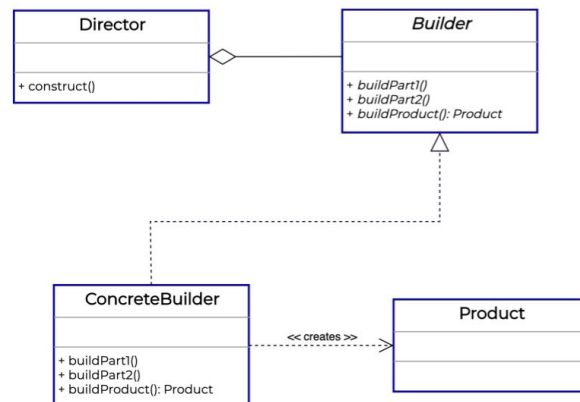 Director
+ construct()
Builder
+ buildPart1()
+ buildPart2()
+ buildProduct(): Product
ConcreteBuilder
+ buildPart1()
+ buildPart2()
+ buildProduct(): Product
<< creates >>
Product